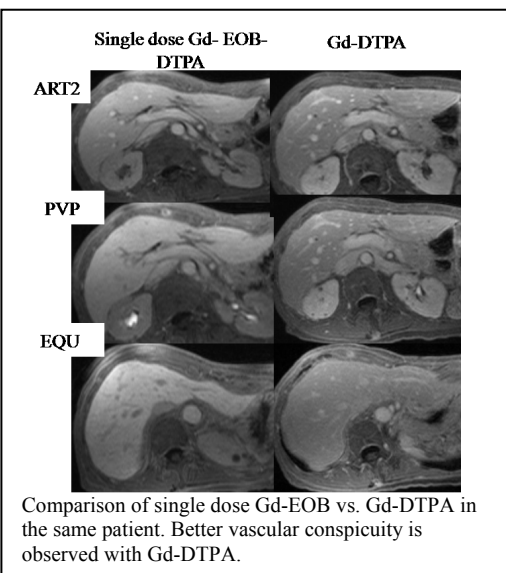 Single dose Gd- EOB-
DTPA
Gd-DTPA
ART2
PVP
EQU
Comparison of single dose Gd-EOB vs. Gd-DTPA in
the same patient. Better vascular conspicuity is
observed with Gd-DTPA.